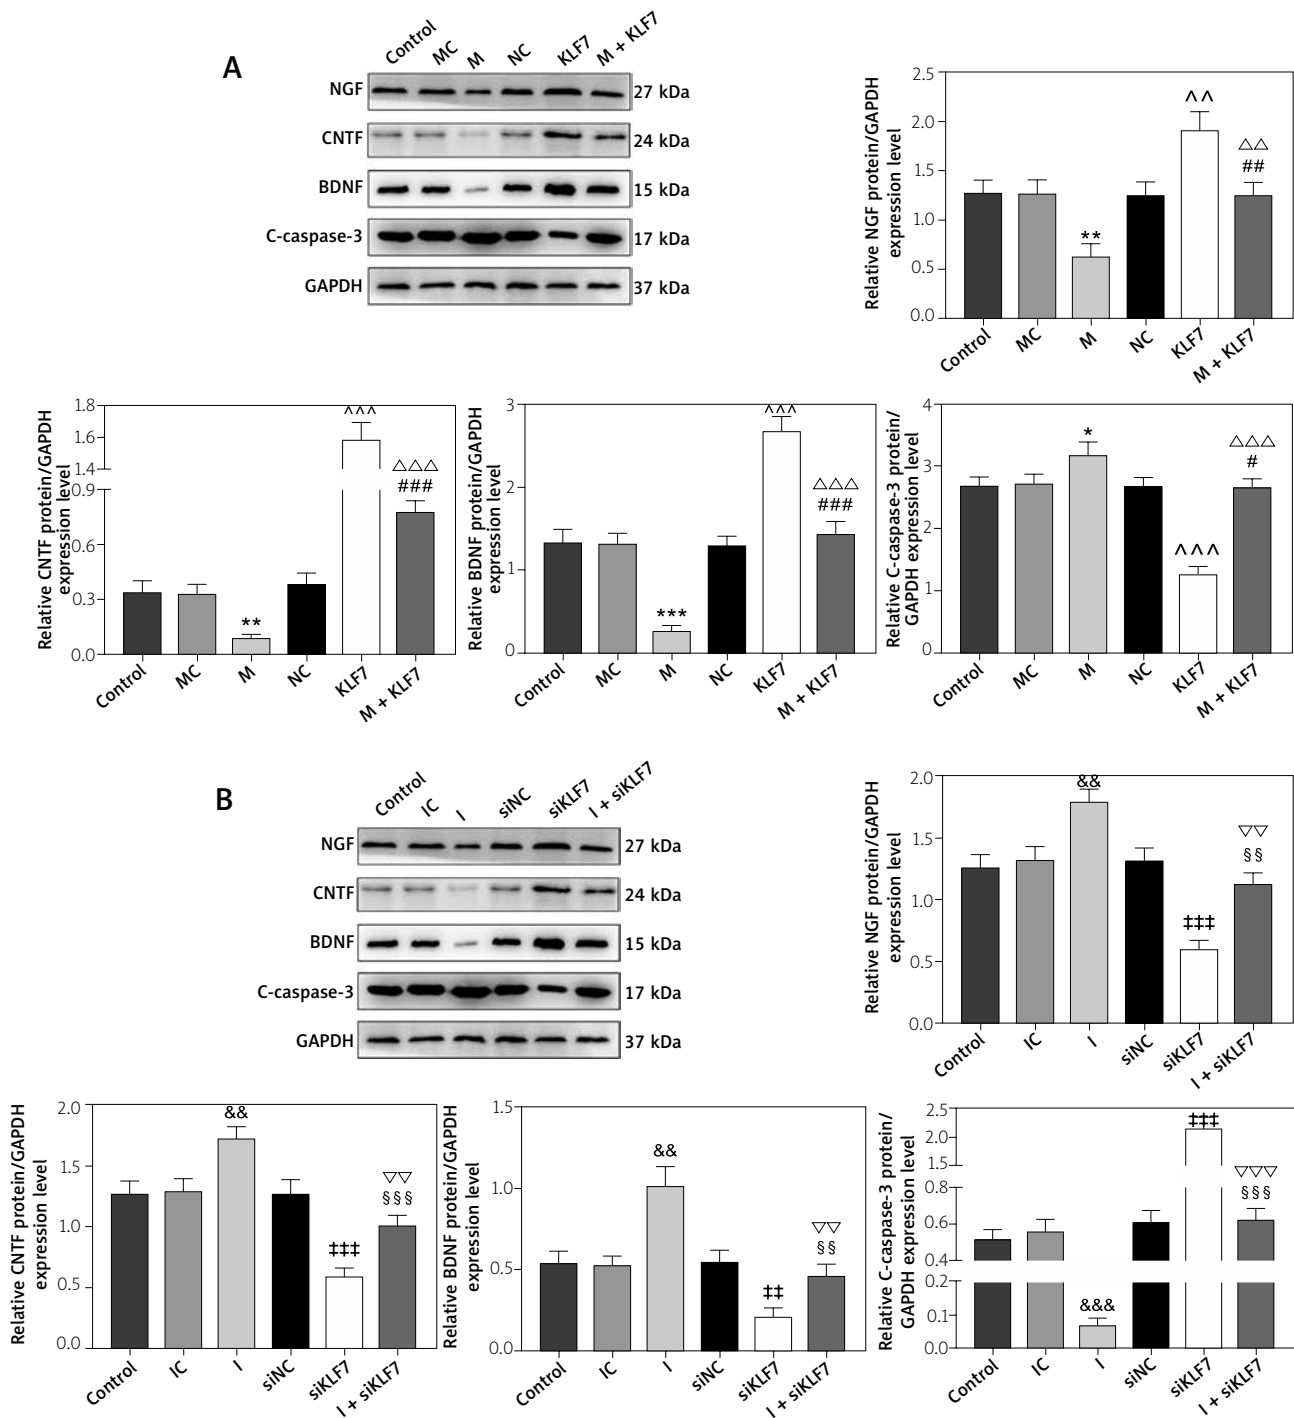 A
Control
MC
M
NC
KLF7
M + KLF7
NGF
27 kDa
CNTF
24 kDa
BDNF
15 kDa
C-caspase-3
17 kDa
GAPDH
37 kDa
Relative NGF protein/GAPDH
expression level
2.5
2.0
1.5
1.0
0.5
0.0
**
^^
△△
##
Control
MC
M
NC
KLF7
M + KLF7
Relative CNTF protein/GAPDH
expression level
1.8
1.6
1.4
0.9
0.6
0.3
0.0
**
^^^
△△△
###
Control
MC
M
NC
KLF7
M + KLF7
Relative BDNF protein/GAPDH
expression level
3
2
1
0
***
^^^
△△△
###
Control
MC
M
NC
KLF7
M + KLF7
Relative C-caspase-3 protein/
GAPDH expression level
4
3
2
1
0
*
^^^
△△△
#
Control
MC
M
NC
KLF7
M + KLF7
B
Control
IC
I
siNC
siKLF7
I + siKLF7
NGF
27 kDa
CNTF
24 kDa
BDNF
15 kDa
C-caspase-3
17 kDa
GAPDH
37 kDa
Relative NGF protein/GAPDH
expression level
2.0
1.5
1.0
0.5
0.0
&&
‡‡‡
▽▽
§§
Control
IC
I
siNC
siKLF7
I + siKLF7
Relative CNTF protein/GAPDH
expression level
2.0
1.5
1.0
0.5
0.0
&&
‡‡‡
▽▽
§§§
Control
IC
I
siNC
siKLF7
I + siKLF7
Relative BDNF protein/GAPDH
expression level
1.5
1.0
0.5
0.0
&&
‡‡
▽▽
§§
Control
IC
I
siNC
siKLF7
I + siKLF7
Relative C-caspase-3 protein/
GAPDH expression level
2.5
2.0
1.5
0.8
0.6
0.4
0.2
0.1
0.0
&&&
‡‡‡
▽▽▽
§§§
Control
IC
I
siNC
siKLF7
I + siKLF7